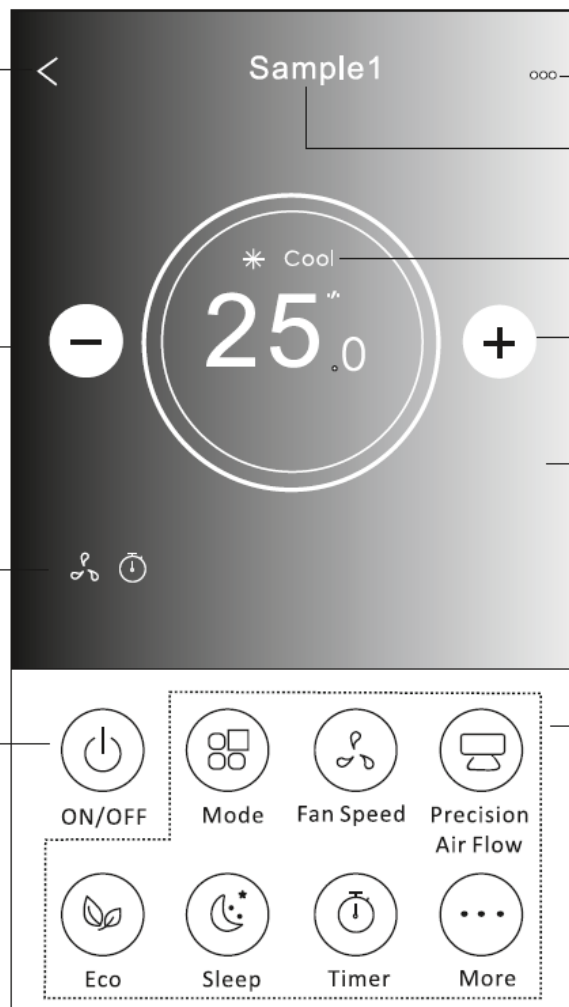 Sample1
Cool
25.0
ON/OFF
Mode
Fan Speed
Precision
Air Flow
Eco
Sleep
Timer
More